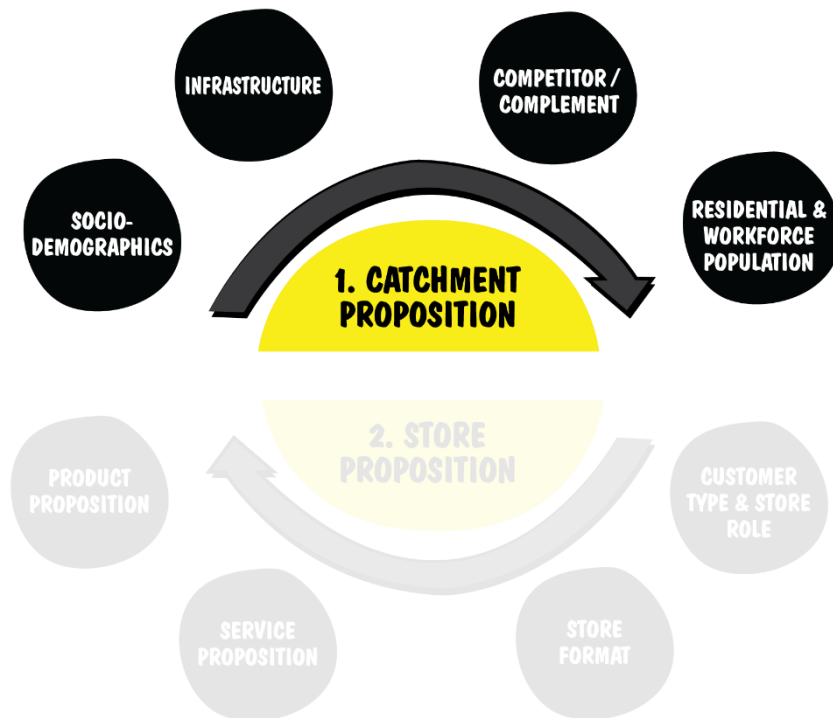 INFRASTRUCTURE
COMPETITOR /
COMPLEMENT
SOCIO-
DEMOGRAPHICS
RESIDENTIAL &
WORKFORCE
POPULATION
1. CATCHMENT
PROPOSITION
2. STORE
PROPOSITION
PRODUCT
PROPOSITION
CUSTOMER
TYPE & STORE
ROLE
SERVICE
PROPOSITION
STORE
FORMAT